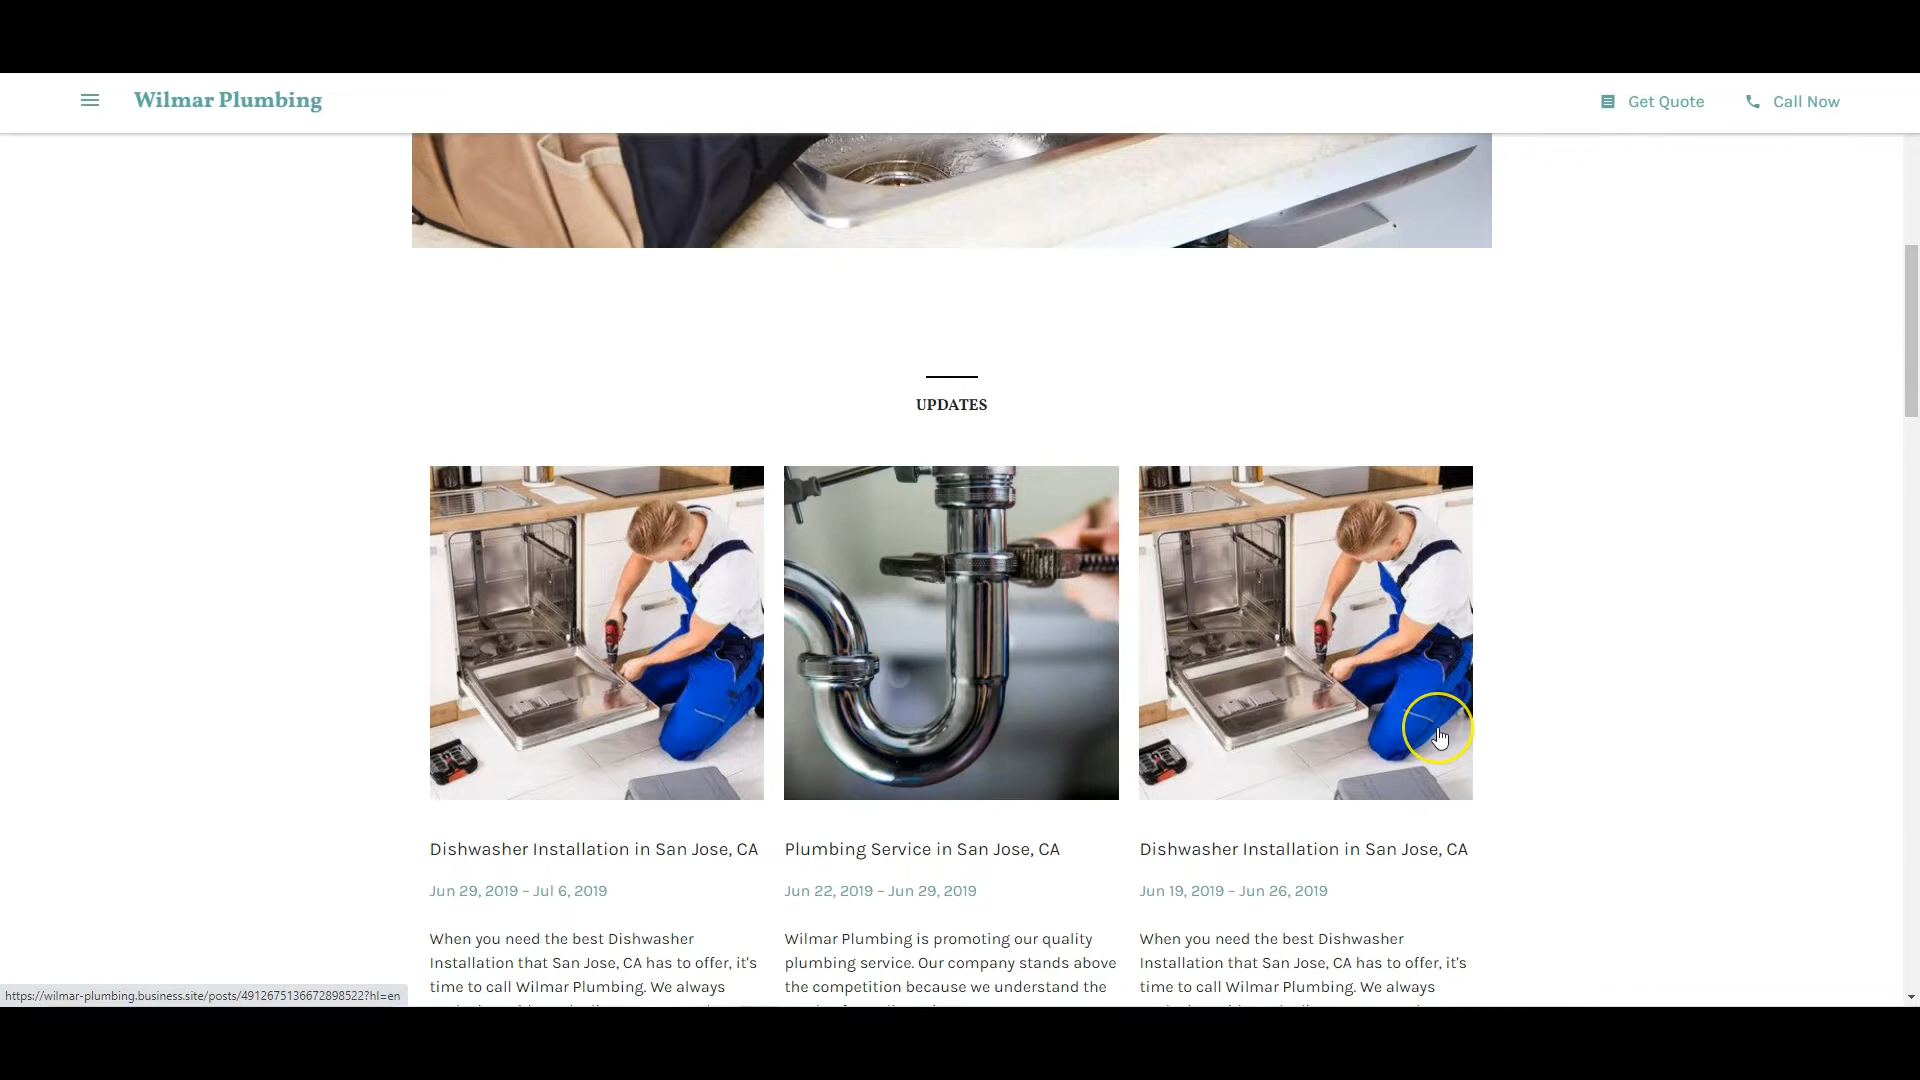 Wilmar Plumbing
Get Quote
Call Now
UPDATES
Dishwasher Installation in San Jose, CA
Jun 29, 2019 – Jul 6, 2019
When you need the best Dishwasher
Installation that San Jose, CA has to offer, it's
time to call Wilmar Plumbing. We always
Plumbing Service in San Jose, CA
Jun 22, 2019 – Jun 29, 2019
Wilmar Plumbing is promoting our quality
plumbing service. Our company stands above
the competition because we understand the
Dishwasher Installation in San Jose, CA
Jun 19, 2019 – Jun 26, 2019
When you need the best Dishwasher
Installation that San Jose, CA has to offer, it's
time to call Wilmar Plumbing. We always
https://wilmar-plumbing.business.site/posts/4912675136672898522?hl=en